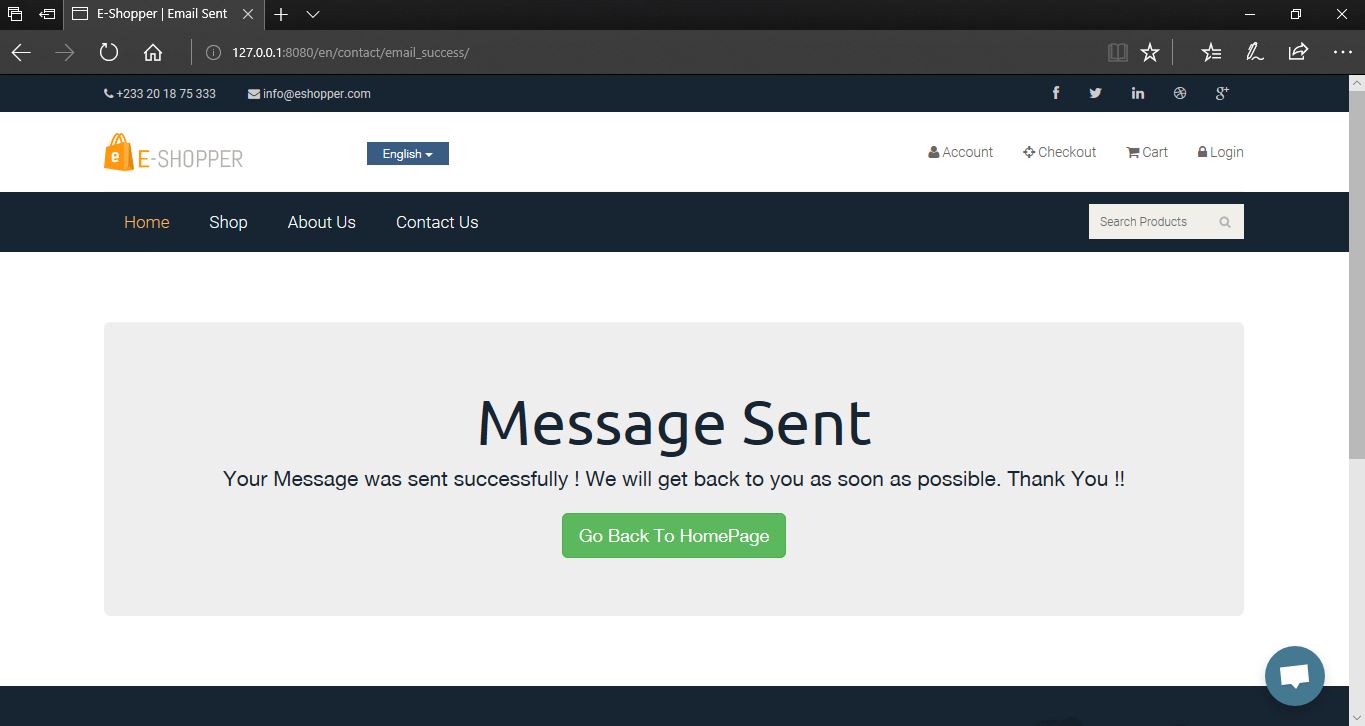 E-Shopper | Email Sent
127.0.0.1:8080/en/contact/email_success/
+233 20 18 75 333 info@eshopper.com
e E-SHOPPER English Account Checkout Cart Login
Home Shop About Us Contact Us Search Products
Message Sent
Your Message was sent successfully ! We will get back to you as soon as possible. Thank You !!
Go Back To HomePage